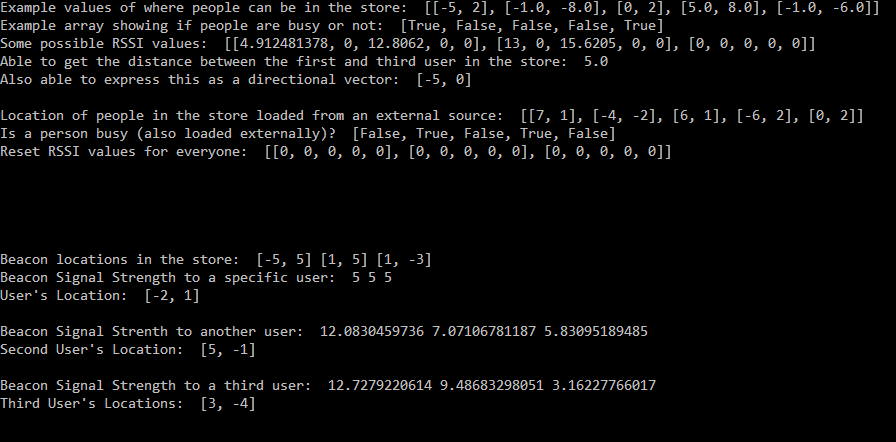 Example values of where people can be in the store:  [[-5, 2], [-1.0, -8.0], [0, 2], [5.0, 8.0], [-1.0, -6.0]]
Example array showing if people are busy or not:  [True, False, False, False, True]
Some possible RSSI values:  [[4.912481378, 0, 12.8062, 0, 0], [13, 0, 15.6205, 0, 0], [0, 0, 0, 0, 0]]
Able to get the distance between the first and third user in the store:  5.0
Also able to express this as a directional vector:  [-5, 0]
Location of people in the store loaded from an external source:  [[7, 1], [-4, -2], [6, 1], [-6, 2], [0, 2]]
Is a person busy (also loaded externally)?  [False, True, False, True, False]
Reset RSSI values for everyone:  [[0, 0, 0, 0, 0], [0, 0, 0, 0, 0], [0, 0, 0, 0, 0]]
Beacon locations in the store:  [-5, 5] [1, 5] [1, -3]
Beacon Signal Strength to a specific user:  5 5 5
User's Location:  [-2, 1]
Beacon Signal Strenth to another user:  12.0830459736 7.07106781187 5.83095189485
Second User's Location:  [5, -1]
Beacon Signal Strength to a third user:  12.7279220614 9.48683298051 3.16227766017
Third User's Locations:  [3, -4]